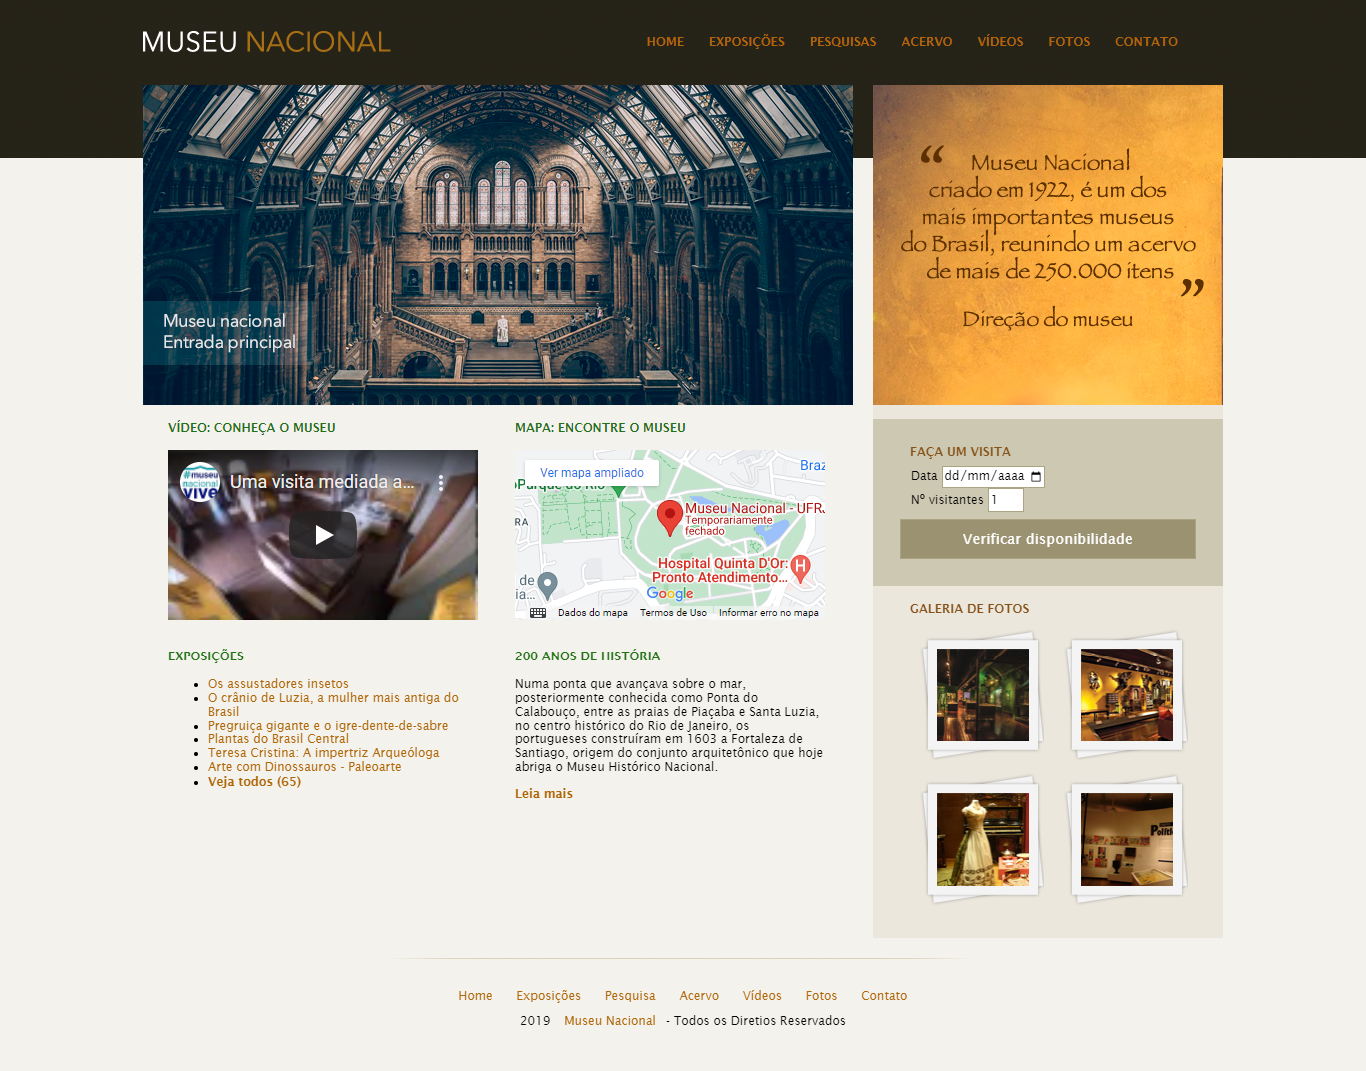 MUSEU NACIONAL
HOME EXPOSIÇÕES PESQUISAS ACERVO VÍDEOS FOTOS CONTATO
Museu nacional
Entrada principal
“ Museu Nacional
criado em 1922, é um dos
mais importantes museus
do Brasil, reunindo um acervo
de mais de 250.000 itens ”
Direção do museu
VÍDEO: CONHEÇA O MUSEU
#museu
nacional
vive
Uma visita mediada a...
MAPA: ENCONTRE O MUSEU
Ver mapa ampliado
Braz
Parque do Rio
RA
Museu Nacional - UFRJ
Temporariamente
fechado
Hospital Quinta D'Or:
Pronto Atendimento...
H
de
ia...
Google
Dados do mapa Termos de Uso Informar erro no mapa
FAÇA UM VISITA
Data dd/mm/aaaa
Nº visitantes 1
Verificar disponibilidade
EXPOSIÇÕES
Os assustadores insetos
O crânio de Luzia, a mulher mais antiga do
Brasil
Pregruiça gigante e o igre-dente-de-sabre
Plantas do Brasil Central
Teresa Cristina: A impertriz Arqueóloga
Arte com Dinossauros - Paleoarte
Veja todos (65)
200 ANOS DE HISTÓRIA
Numa ponta que avançava sobre o mar,
posteriormente conhecida como Ponta do
Calabouço, entre as praias de Piaçaba e Santa Luzia,
no centro histórico do Rio de Janeiro, os
portugueses construíram em 1603 a Fortaleza de
Santiago, origem do conjunto arquitetônico que hoje
abriga o Museu Histórico Nacional.
Leia mais
GALERIA DE FOTOS
Polític
Home Exposições Pesquisa Acervo Vídeos Fotos Contato
2019 Museu Nacional - Todos os Diretios Reservados